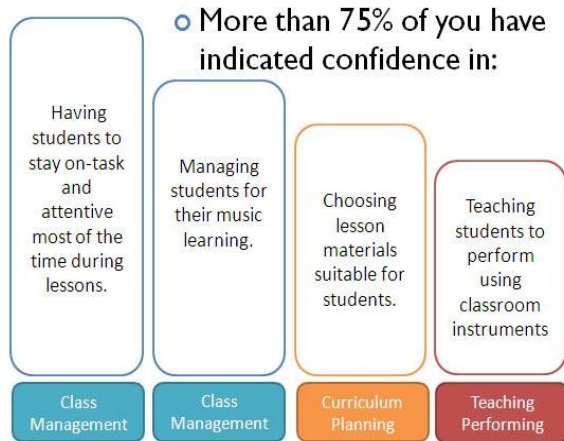 More than 75% of you have
indicated confidence in:
Having
students to
stay on-task
and
attentive
most of the
time during
lessons.
Class
Management
Managing
students for
their music
learning.
Class
Management
Choosing
lesson
materials
suitable for
students.
Curriculum
Planning
Teaching
students to
perform
using
classroom
instruments
Teaching
Performing